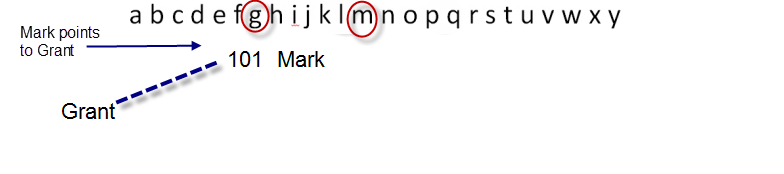 a b c d e f g h i j k l m n o p q r s t u v w x y
Mark points
to Grant
101 Mark
Grant